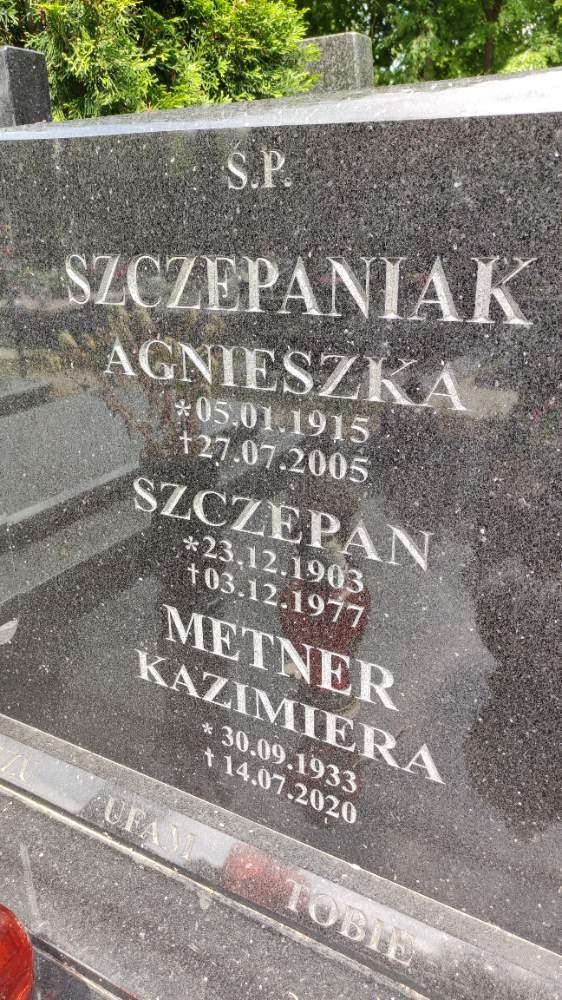 Ś.P.
SZCZEPANIAK
AGNIESZKA
*05.01.1915
†27.07.2005
SZCZEPAN
*23.12.1903
†03.12.1977
METNER
KAZIMIERA
* 30.09.1933
† 14.07.2020
UFAM TOBIE